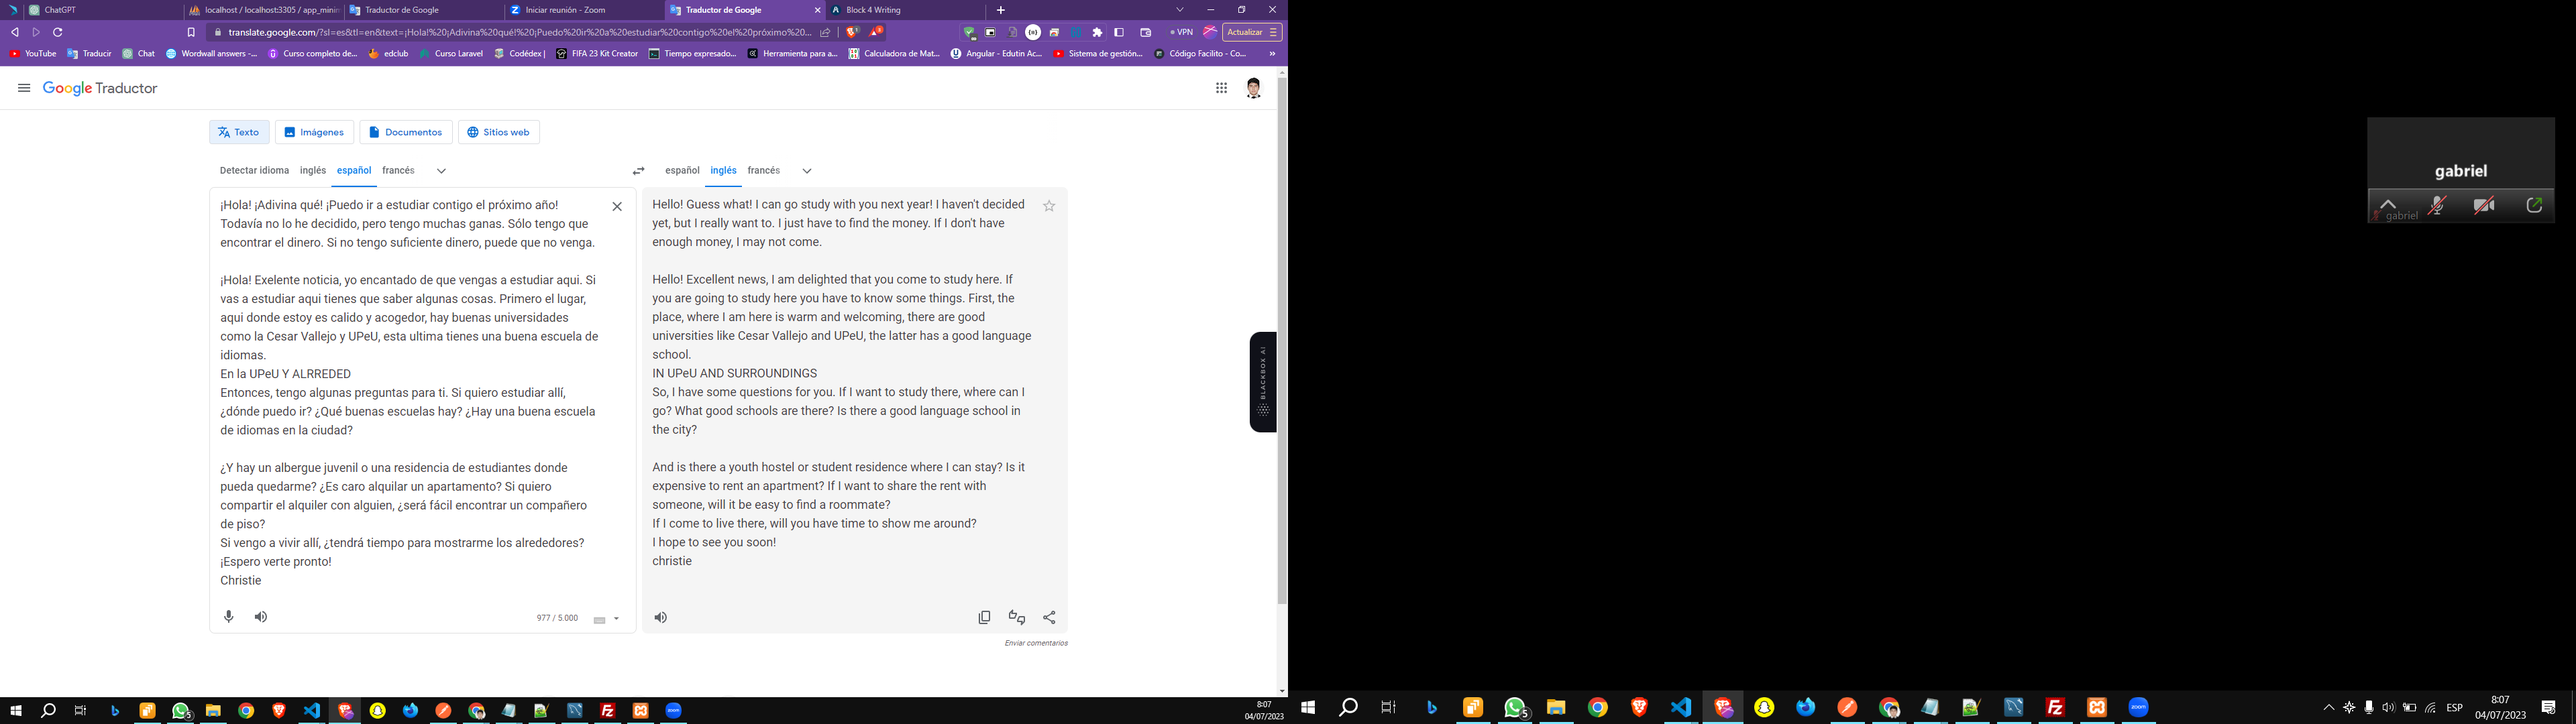 ChatGPT
localhost / localhost:3305 / app_minim
Traductor de Google
Iniciar reunión - Zoom
Traductor de Google
Block 4 Writing
translate.google.com/?sl=es&tl=en&text=¡Hola!%20¡Adivina%20qué!%20¡Puedo%20ir%20a%20estudiar%20contigo%20el%20próximo%20...
VPN
Actualizar
YouTube
Traducir
Chat
Wordwall answers -...
Curso completo de...
edclub
Curso Laravel
Codédex |
FIFA 23 Kit Creator
Tiempo expresado...
Herramienta para a...
Calculadora de Mat...
Angular - Edutin Ac...
Sistema de gestión...
Código Facilito - Co...
Google Traductor
Texto
Imágenes
Documentos
Sitios web
Detectar idioma
inglés
español
francés
español
inglés
francés
¡Hola! ¡Adivina qué! ¡Puedo ir a estudiar contigo el próximo año!
Todavía no lo he decidido, pero tengo muchas ganas. Sólo tengo que
encontrar el dinero. Si no tengo suficiente dinero, puede que no venga.
¡Hola! Exelente noticia, yo encantado de que vengas a estudiar aqui. Si
vas a estudiar aqui tienes que saber algunas cosas. Primero el lugar,
aqui donde estoy es calido y acogedor, hay buenas universidades
como la Cesar Vallejo y UPeU, esta ultima tienes una buena escuela de
idiomas.
En la UPeU Y ALRREDED
Entonces, tengo algunas preguntas para ti. Si quiero estudiar allí,
¿dónde puedo ir? ¿Qué buenas escuelas hay? ¿Hay una buena escuela
de idiomas en la ciudad?
¿Y hay un albergue juvenil o una residencia de estudiantes donde
pueda quedarme? ¿Es caro alquilar un apartamento? Si quiero
compartir el alquiler con alguien, ¿será fácil encontrar un compañero
de piso?
Si vengo a vivir allí, ¿tendrá tiempo para mostrarme los alrededores?
¡Espero verte pronto!
Christie
977 / 5.000
Hello! Guess what! I can go study with you next year! I haven't decided
yet, but I really want to. I just have to find the money. If I don't have
enough money, I may not come.
Hello! Excellent news, I am delighted that you come to study here. If
you are going to study here you have to know some things. First, the
place, where I am here is warm and welcoming, there are good
universities like Cesar Vallejo and UPeU, the latter has a good language
school.
IN UPeU AND SURROUNDINGS
So, I have some questions for you. If I want to study there, where can I
go? What good schools are there? Is there a good language school in
the city?
And is there a youth hostel or student residence where I can stay? Is it
expensive to rent an apartment? If I want to share the rent with
someone, will it be easy to find a roommate?
If I come to live there, will you have time to show me around?
I hope to see you soon!
christie
Enviar comentarios
BLACKBOX AI
gabriel
gabriel
8:07
04/07/2023
ESP
8:07
04/07/2023